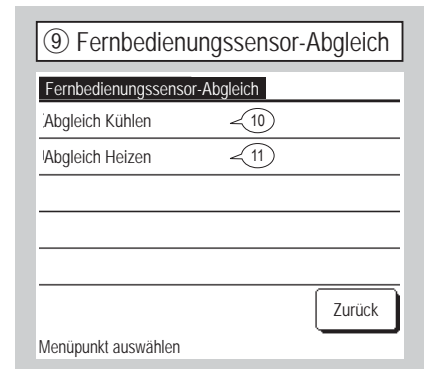 ⑨ Fernbedienungssensor-Abgleich
Fernbedienungssensor-Abgleich
Abgleich Kühlen 10
Abgleich Heizen 11
Zurück
Menüpunkt auswählen